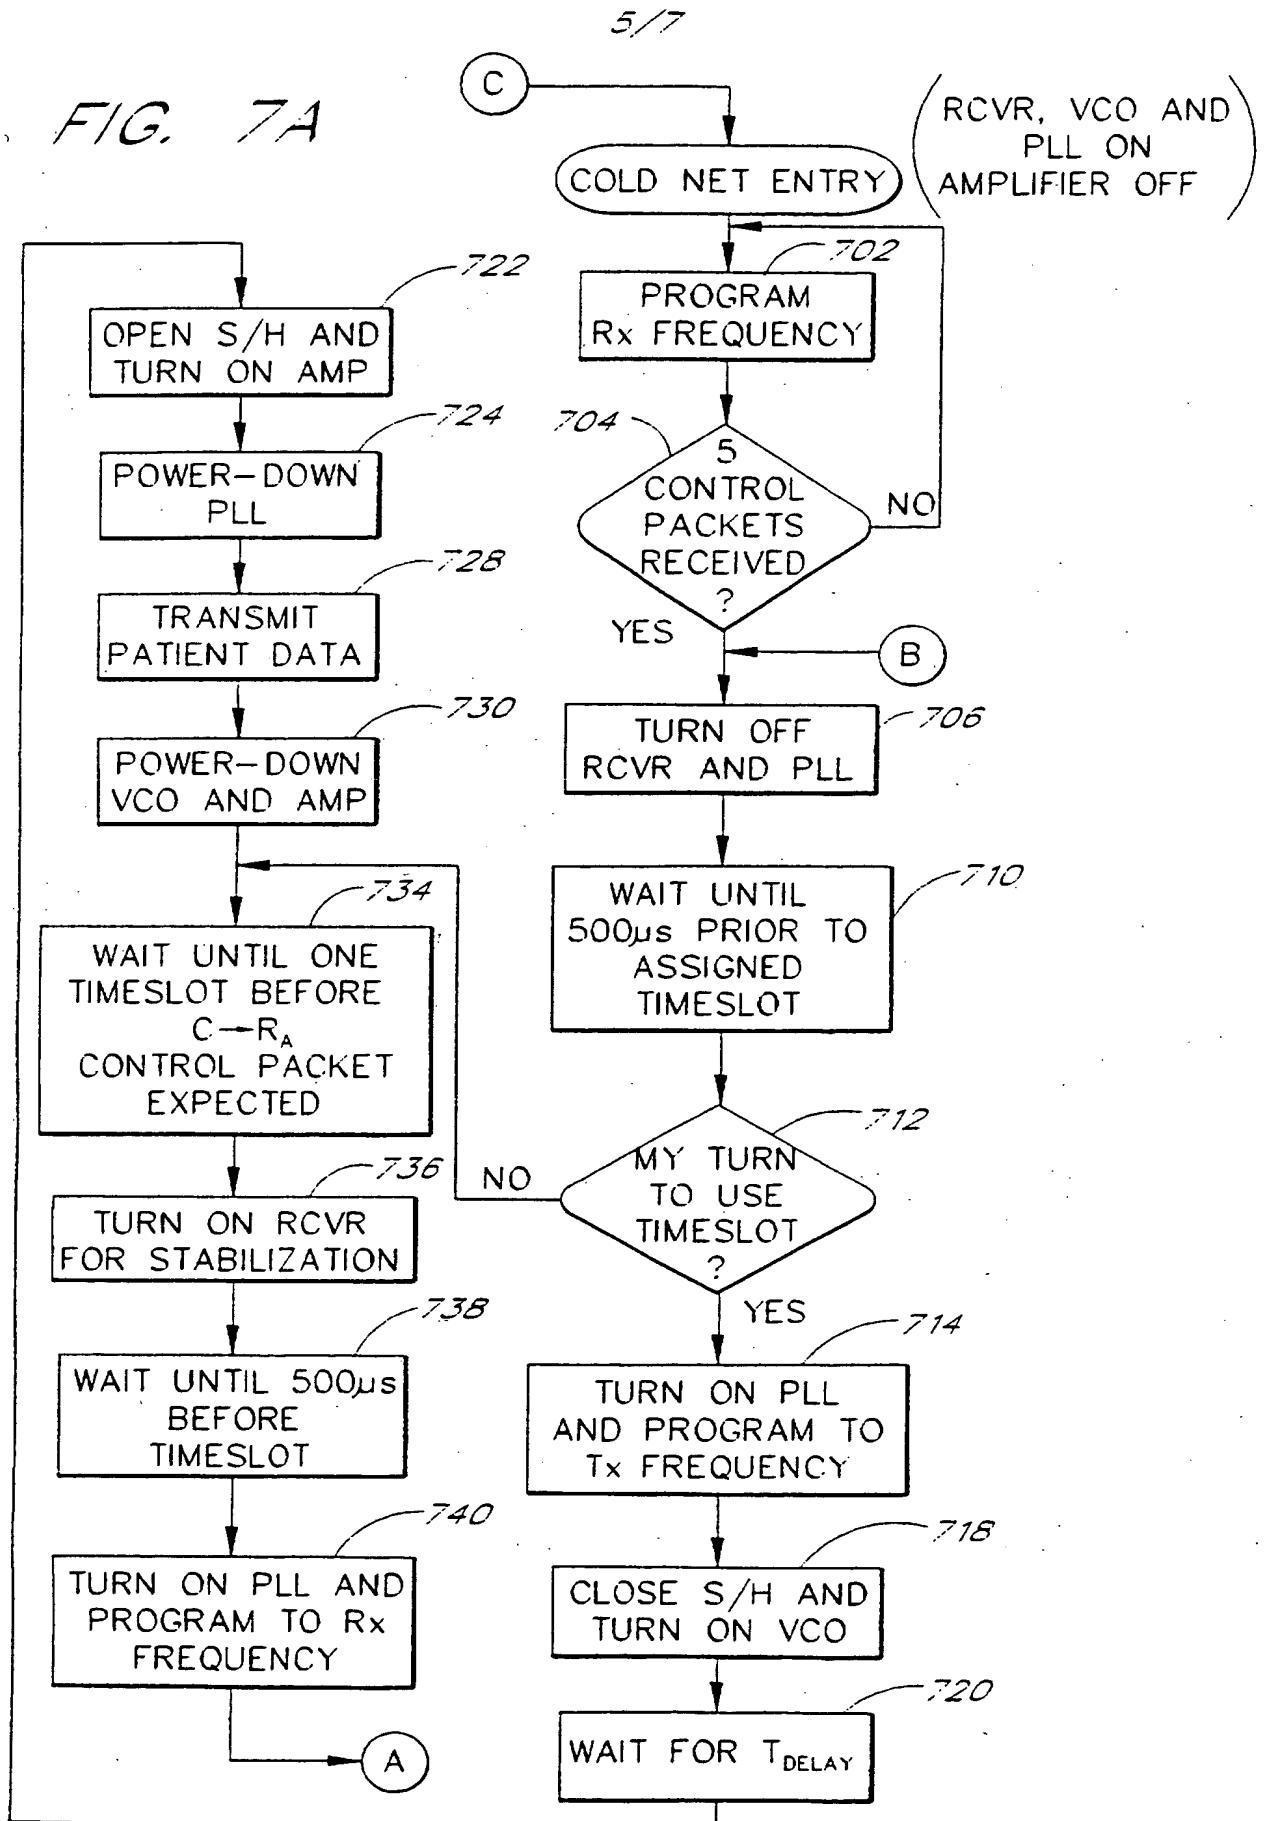 5/7
FIG. 7A
C
COLD NET ENTRY
RCVR, VCO AND
PLL ON
AMPLIFIER OFF
702
PROGRAM
Rx FREQUENCY
704
5
CONTROL
PACKETS
RECEIVED
?
NO
YES
B
706
TURN OFF
RCVR AND PLL
710
WAIT UNTIL
500µs PRIOR TO
ASSIGNED
TIMESLOT
712
MY TURN
TO USE
TIMESLOT
?
NO
YES
714
TURN ON PLL
AND PROGRAM TO
Tx FREQUENCY
718
CLOSE S/H AND
TURN ON VCO
720
WAIT FOR TDELAY
722
OPEN S/H AND
TURN ON AMP
724
POWER-DOWN
PLL
728
TRANSMIT
PATIENT DATA
730
POWER-DOWN
VCO AND AMP
734
WAIT UNTIL ONE
TIMESLOT BEFORE
C→RA
CONTROL PACKET
EXPECTED
736
TURN ON RCVR
FOR STABILIZATION
738
WAIT UNTIL 500µs
BEFORE
TIMESLOT
740
TURN ON PLL AND
PROGRAM TO Rx
FREQUENCY
A